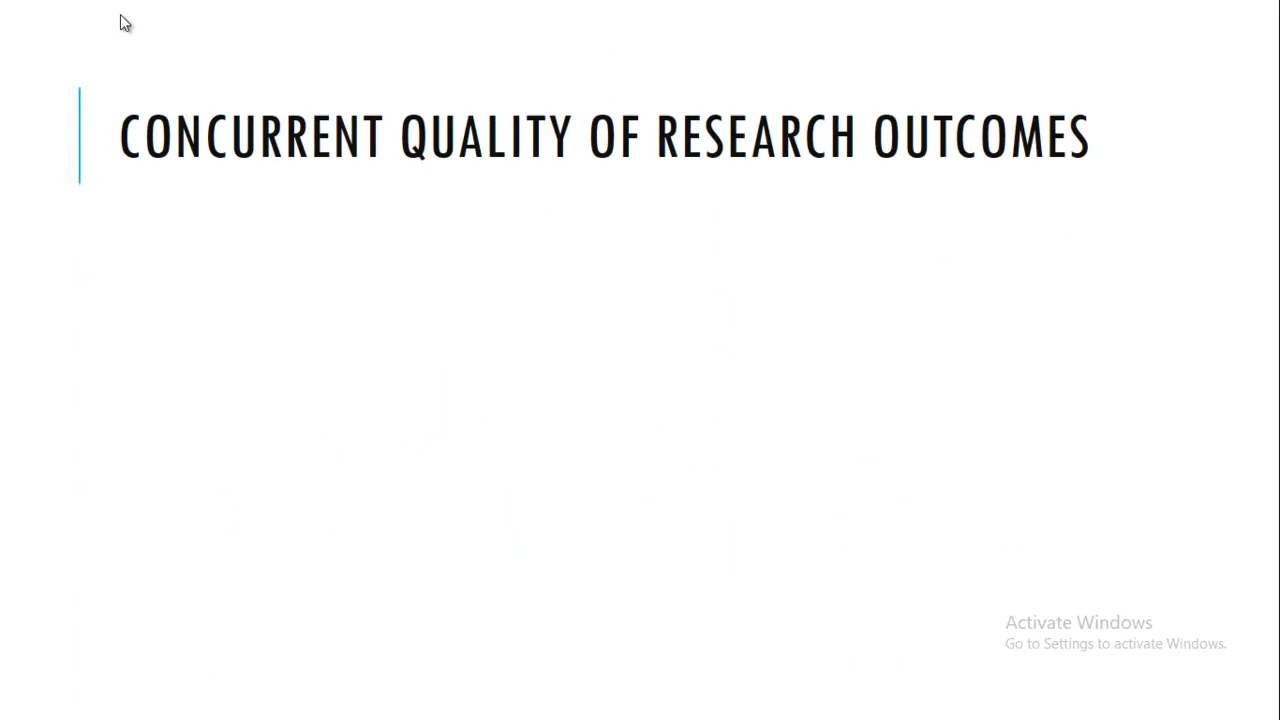 CONCURRENT QUALITY OF RESEARCH OUTCOMES
Activate Windows
Go to Settings to activate Windows.